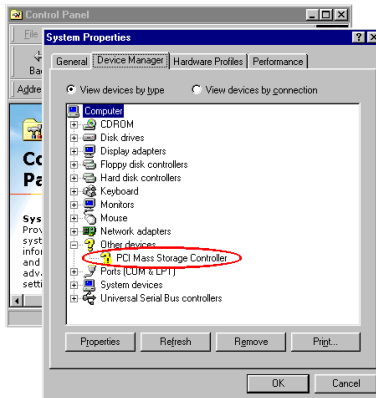 Control Panel
File
System Properties
General Device Manager Hardware Profiles Performance
View devices by type View devices by connection
Computer
CDROM
Disk drives
Display adapters
Floppy disk controllers
Hard disk controllers
Keyboard
Monitors
Mouse
Network adapters
Other devices
PCI Mass Storage Controller
Ports (COM & LPT)
System devices
Universal Serial Bus controllers
Properties Refresh Remove Print...
OK Cancel
Ba
Addre
Co
Pa
Sys
Prov
syst
infor
and
adv
setti